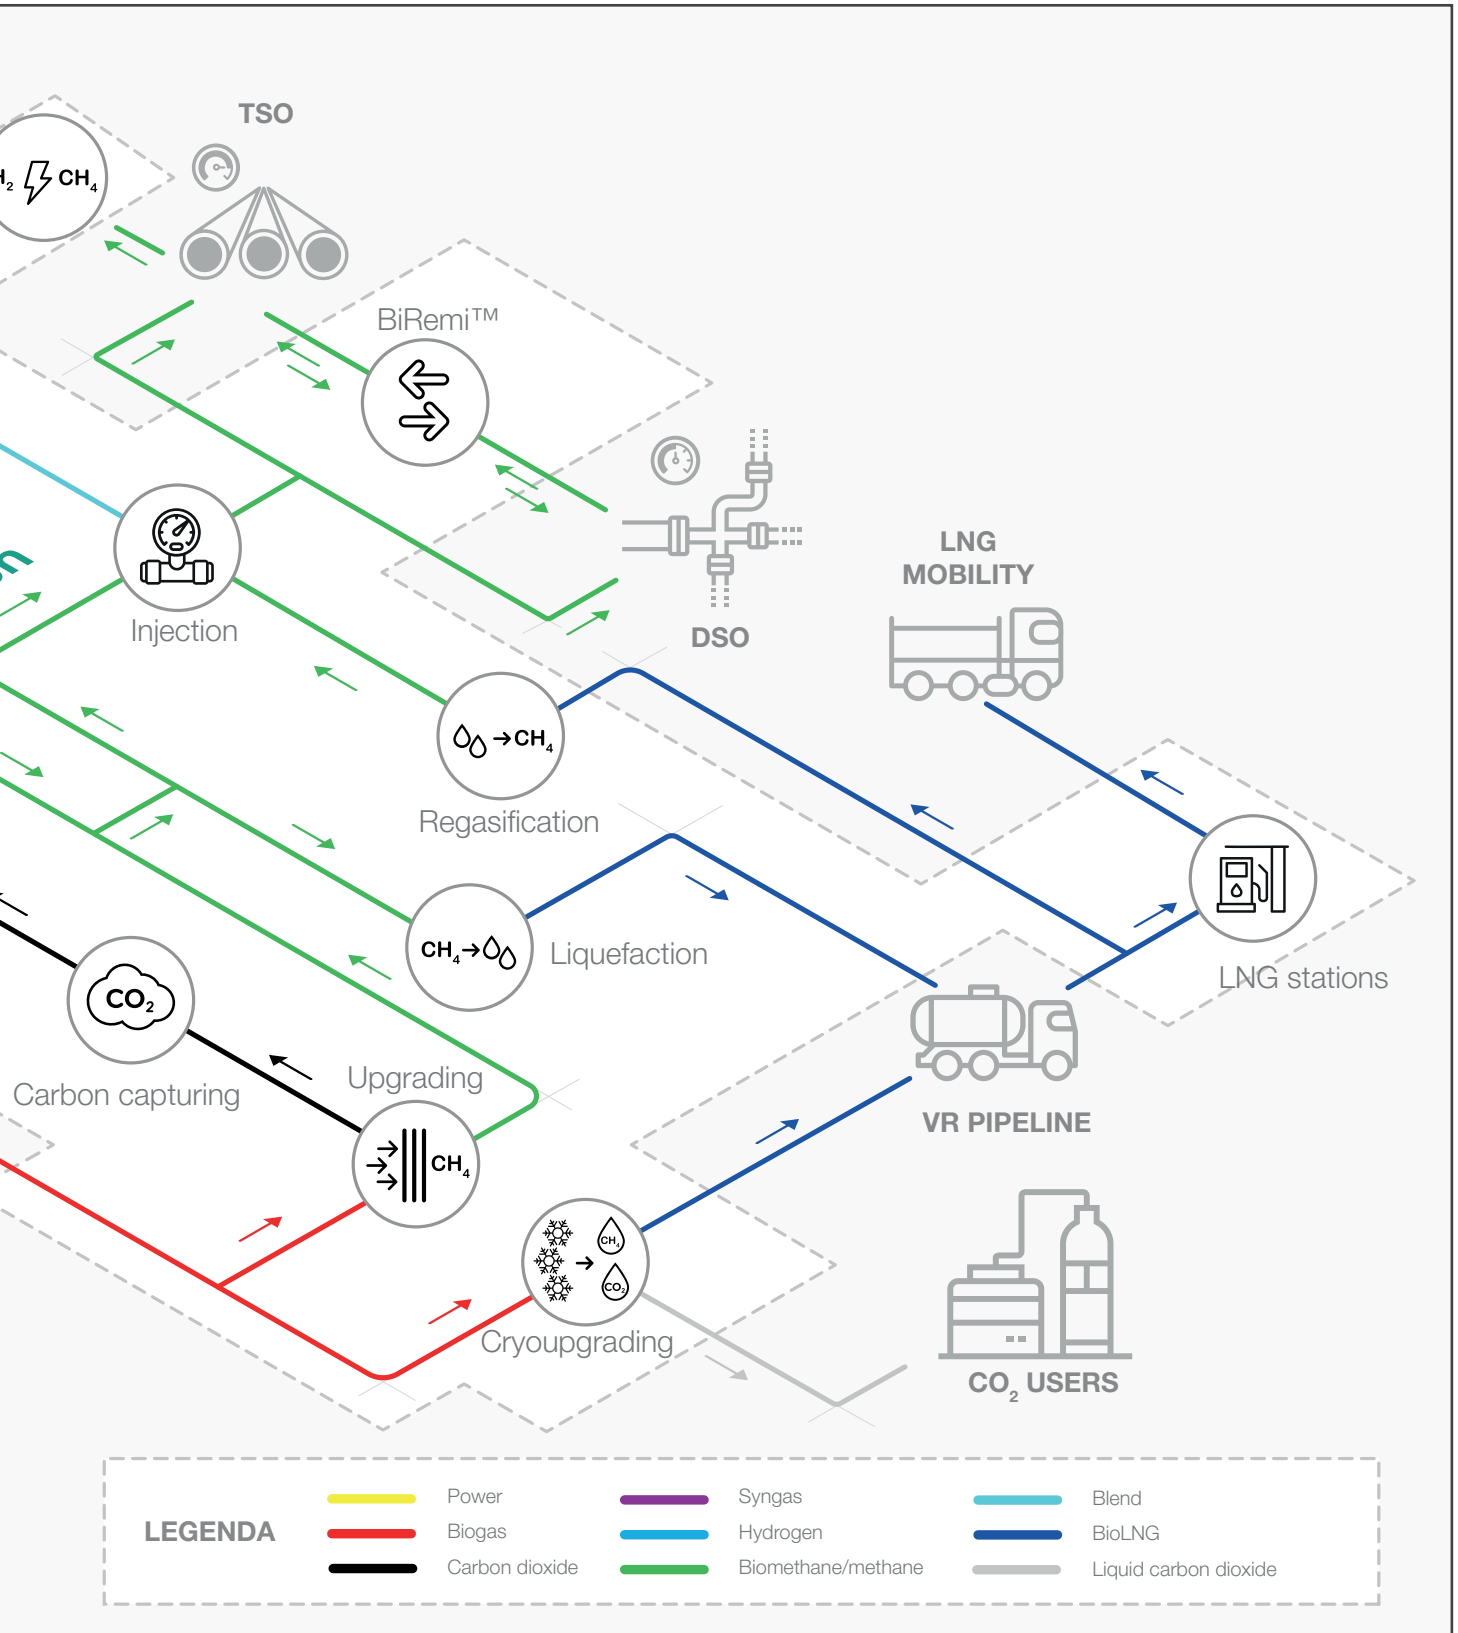 TSO
H₂ CH₄
BiRemi™
Injection
DSO
LNG
MOBILITY
→CH₄
Regasification
CH₄→
Liquefaction
LNG stations
CO₂
Carbon capturing
Upgrading
CH₄
VR PIPELINE
CH₄
CO₂
Cryoupgrading
CO₂ USERS
LEGENDA
Power
Biogas
Carbon dioxide
Syngas
Hydrogen
Biomethane/methane
Blend
BioLNG
Liquid carbon dioxide